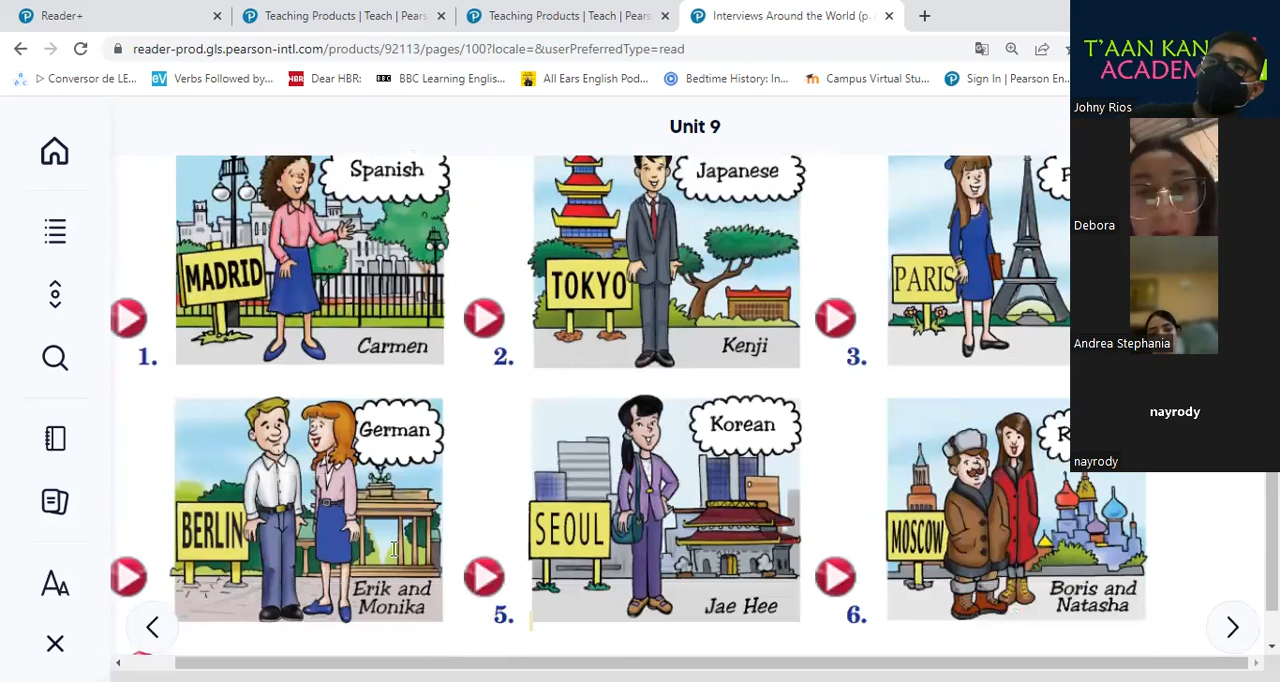 Reader+
Teaching Products | Teach | Pears
Teaching Products | Teach | Pears
Interviews Around the World (p.
reader-prod.gls.pearson-intl.com/products/92113/pages/100?locale=&userPreferredType=read
Conversor de LE...
Verbs Followed by...
Dear HBR:
BBC Learning Englis...
All Ears English Pod...
Bedtime History: In...
Campus Virtual Stu...
Sign In | Pearson En...
T'AAN KAN
ACADEM
Johny Rios
Debora
Andrea Stephania
nayrody
nayrody
Unit 9
Spanish
MADRID
1.
Carmen
Japanese
TOKYO
2.
Kenji
PARIS
3.
German
BERLIN
Erik and
Monika
Korean
SEOUL
5.
Jae Hee
MOSCOW
6.
Boris and
Natasha